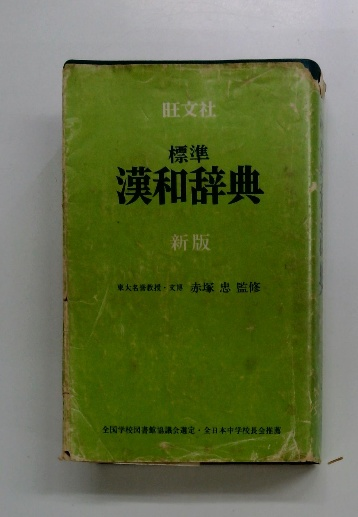 旺文社
標準
漢和辞典
新版
東大名誉教授・文博 赤塚 忠 監修
全国学校図書館協議会選定・全日本中学校長会推薦